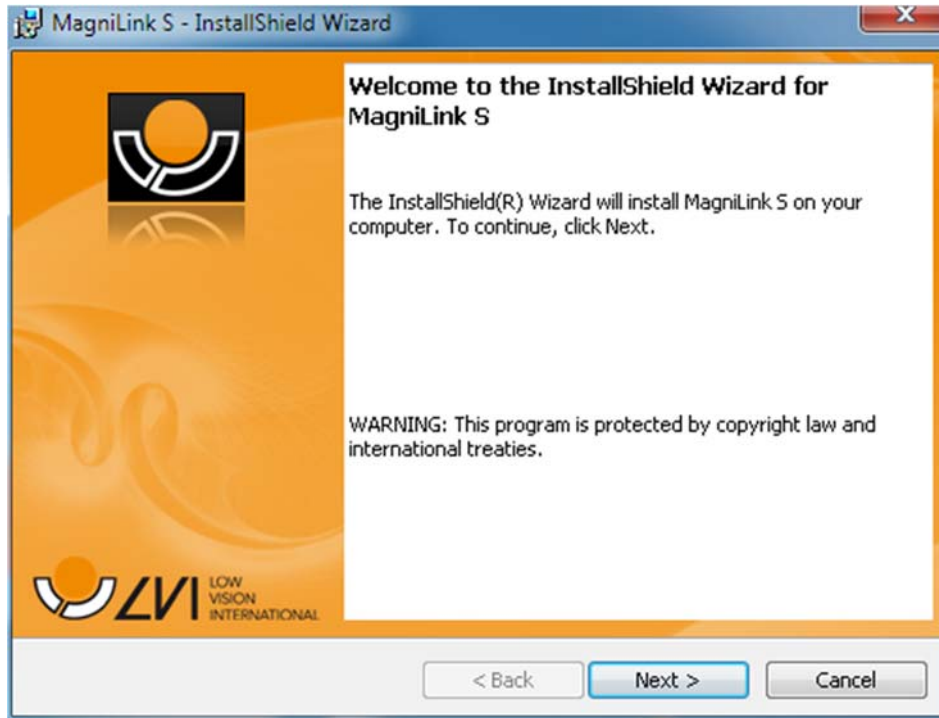 MagniLink S - InstallShield Wizard
Welcome to the InstallShield Wizard for
MagniLink S
The InstallShield(R) Wizard will install MagniLink S on your
computer. To continue, click Next.
WARNING: This program is protected by copyright law and
international treaties.
LVI
LOW
VISION
INTERNATIONAL
< Back
Next >
Cancel